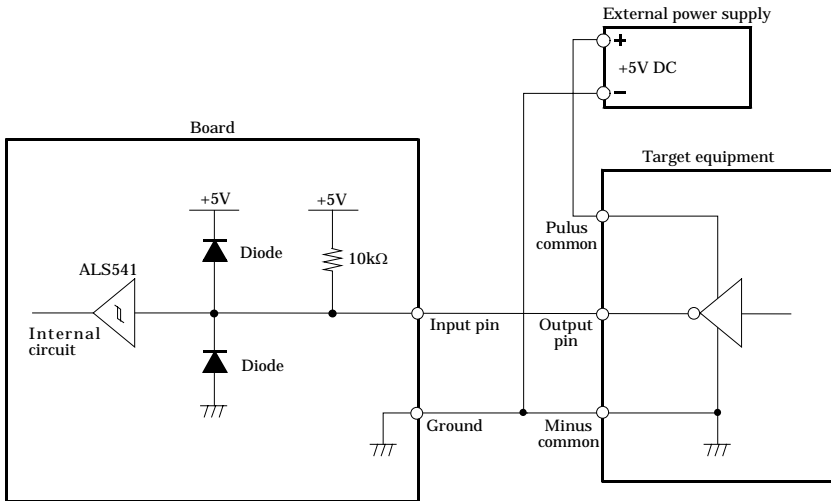 External power supply
+
+5V DC
−
Board
Target equipment
+5V
+5V
Diode
10kΩ
Pulus
common
ALS541
Internal
circuit
Input pin
Output
pin
Diode
Ground
Minus
common